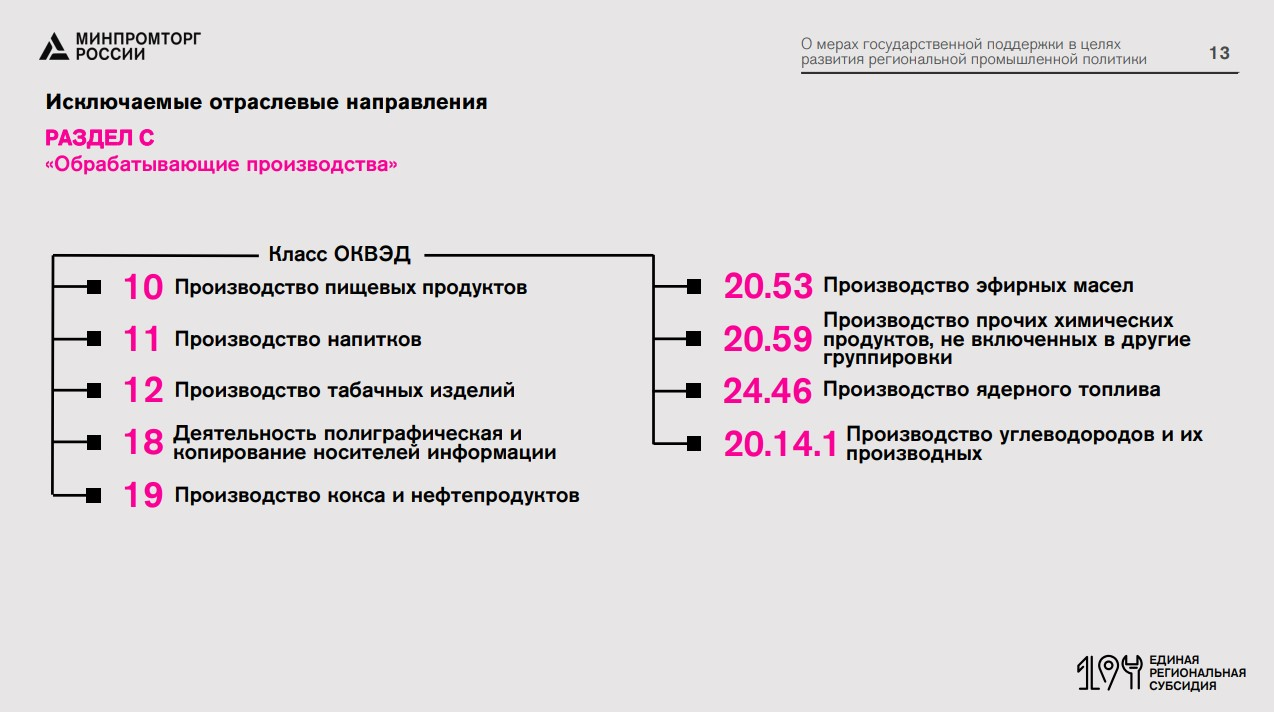 МИНПРОМТОРГ
РОССИИ
О мерах государственной поддержки в целях
развития региональной промышленной политики
13
Исключаемые отраслевые направления
РАЗДЕЛ С
«Обрабатывающие производства»
Класс ОКВЭД
10 Производство пищевых продуктов
11 Производство напитков
12 Производство табачных изделий
18 Деятельность полиграфическая и
копирование носителей информации
19 Производство кокса и нефтепродуктов
20.53 Производство эфирных масел
20.59 Производство прочих химических
продуктов, не включенных в другие
группировки
24.46 Производство ядерного топлива
20.14.1 Производство углеводородов и их
производных
194
ЕДИНАЯ
РЕГИОНАЛЬНАЯ
СУБСИДИЯ